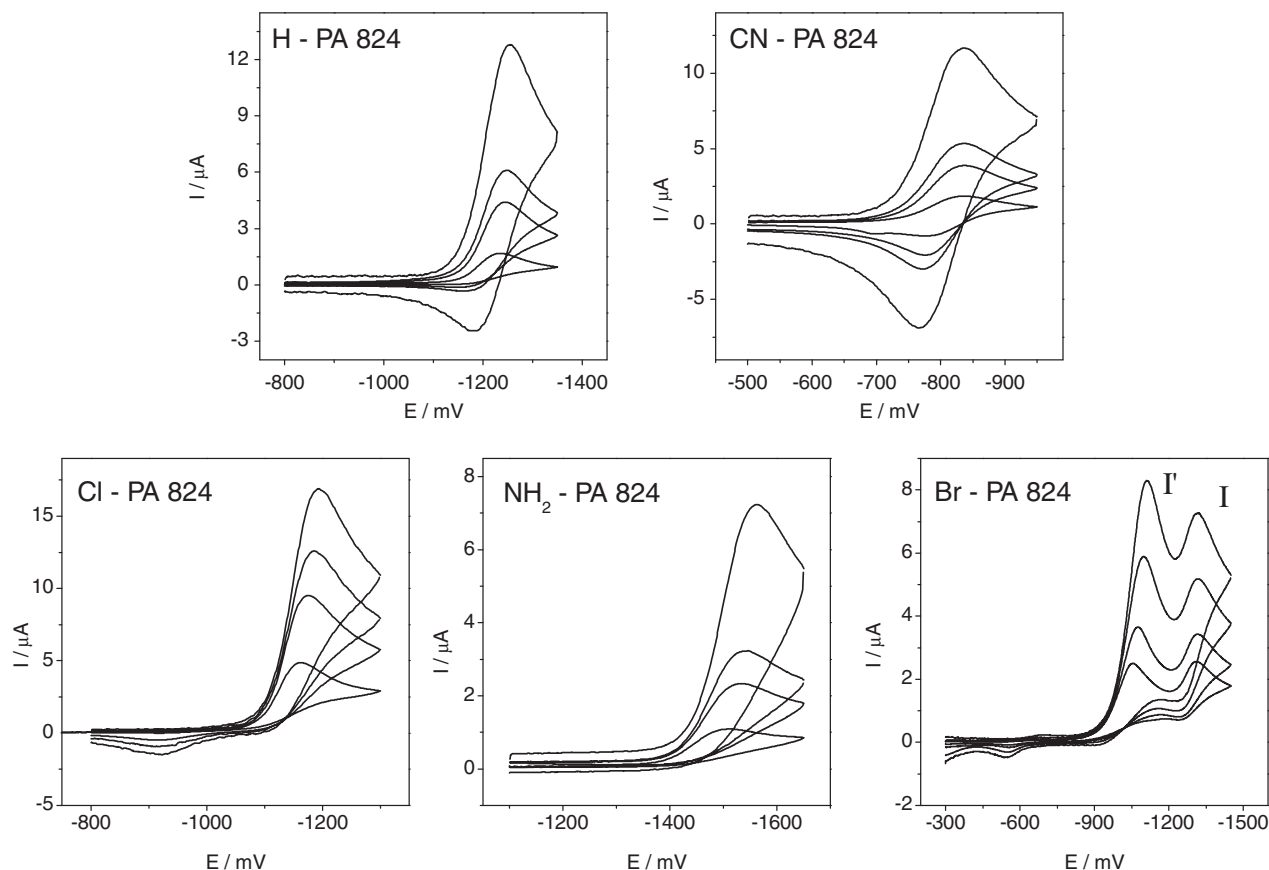 H - PA 824
12
9
6
3
0
-3
I / μA
-800
-1000
-1200
-1400
E / mV
CN - PA 824
10
5
0
-5
I / μA
-500
-600
-700
-800
-900
E / mV
Cl - PA 824
15
10
5
0
-5
I / μA
-800
-1000
-1200
E / mV
NH₂ - PA 824
8
6
4
2
0
I / μA
-1200
-1400
-1600
E / mV
Br - PA 824
I'
I
8
6
4
2
0
-2
I / μA
-300
-600
-900
-1200
-1500
E / mV